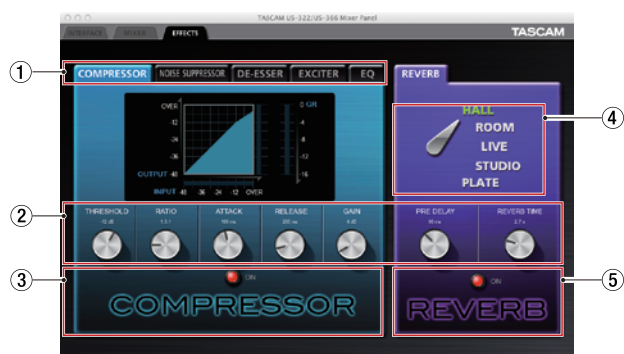 TASCAM US-322/US-366 Mixer Panel
INTERFACE MIXER EFFECTS TASCAM
① COMPRESSOR NOISE SUPPRESSOR DE-ESSER EXCITER EQ REVERB
OVER 0 GR
-12 -4
-24 -8
-36 -12
OUTPUT -48 -16
INPUT -48 -36 -24 -12 OVER
HALL ④
ROOM
LIVE
STUDIO
PLATE
② THRESHOLD RATIO ATTACK RELEASE GAIN PRE DELAY REVERB TIME
③ ON
COMPRESSOR
ON ⑤
REVERB